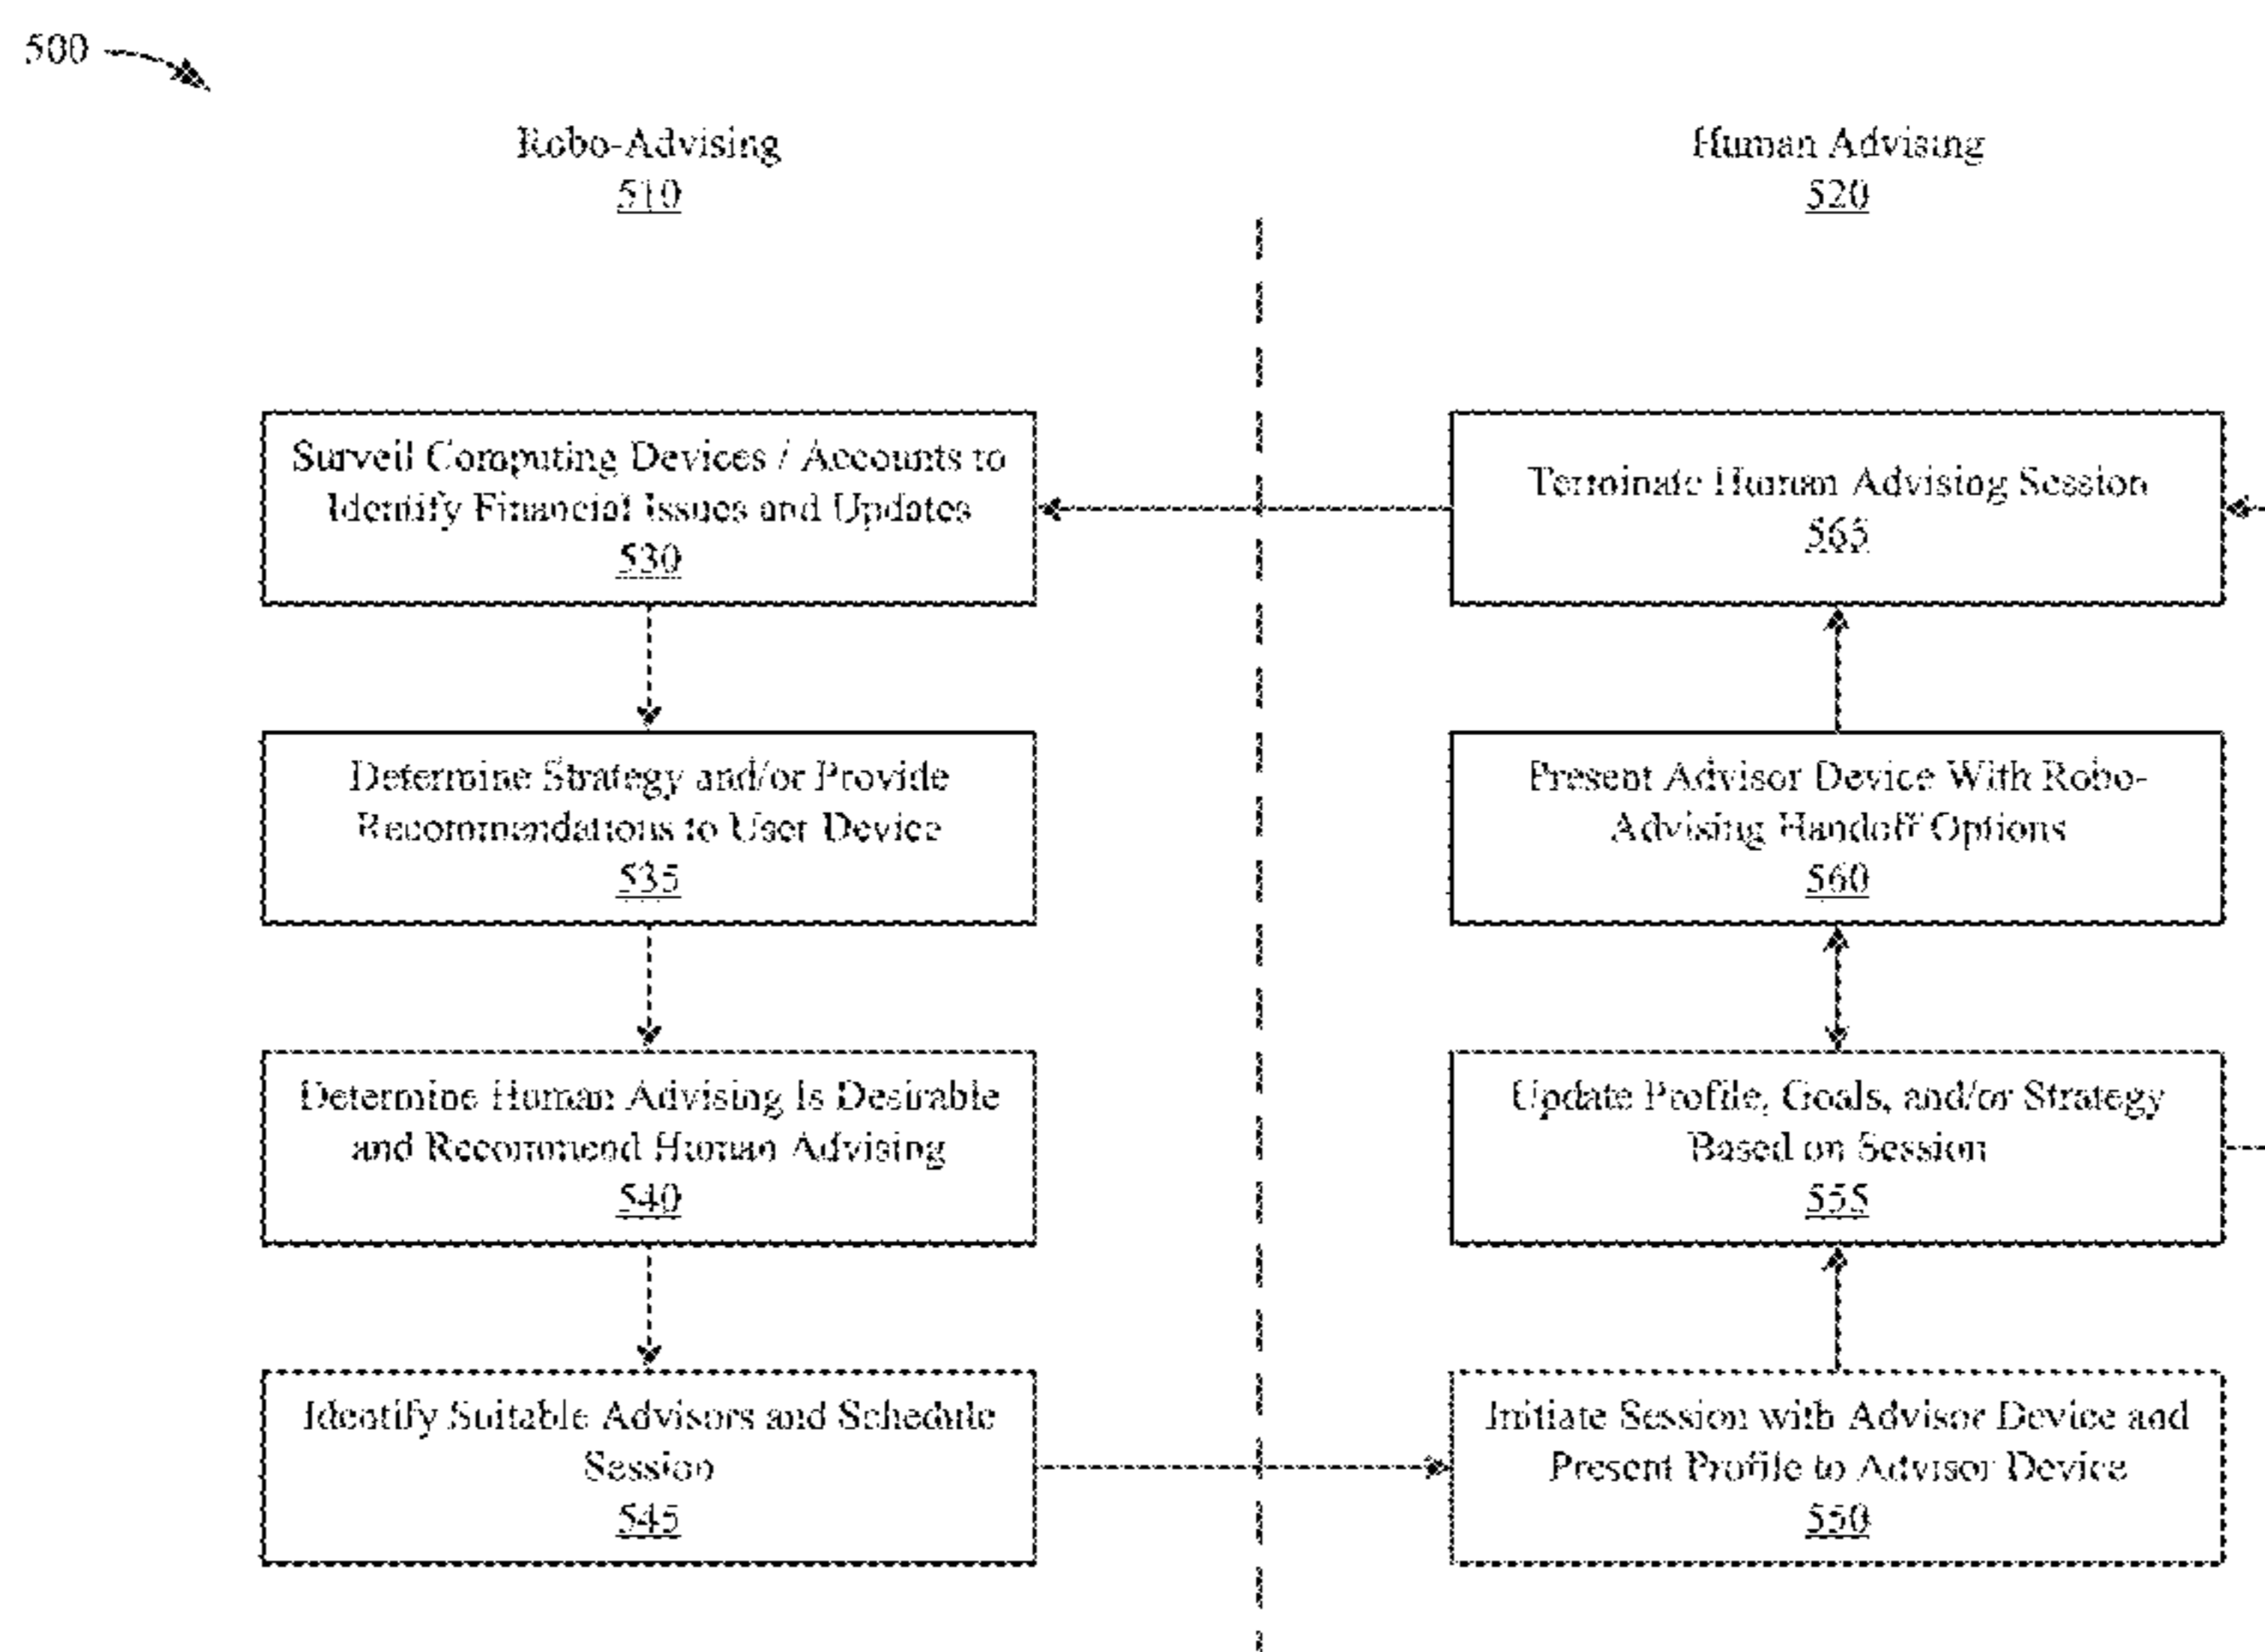 500
Robo-Advising
510
Human Advising
520
Surveil Computing Devices / Accounts to
Identify Financial Issues and Updates
530
Determine Strategy and/or Provide
Recommendations to User Device
535
Determine Human Advising Is Desirable
and Recommend Human Advising
540
Identify Suitable Advisors and Schedule
Session
545
Terminate Human Advising Session
565
Present Advisor Device With Robo-
Advising Handoff Options
560
Update Profile, Goals, and/or Strategy
Based on Session
555
Initiate Session with Advisor Device and
Present Profile to Advisor Device
550